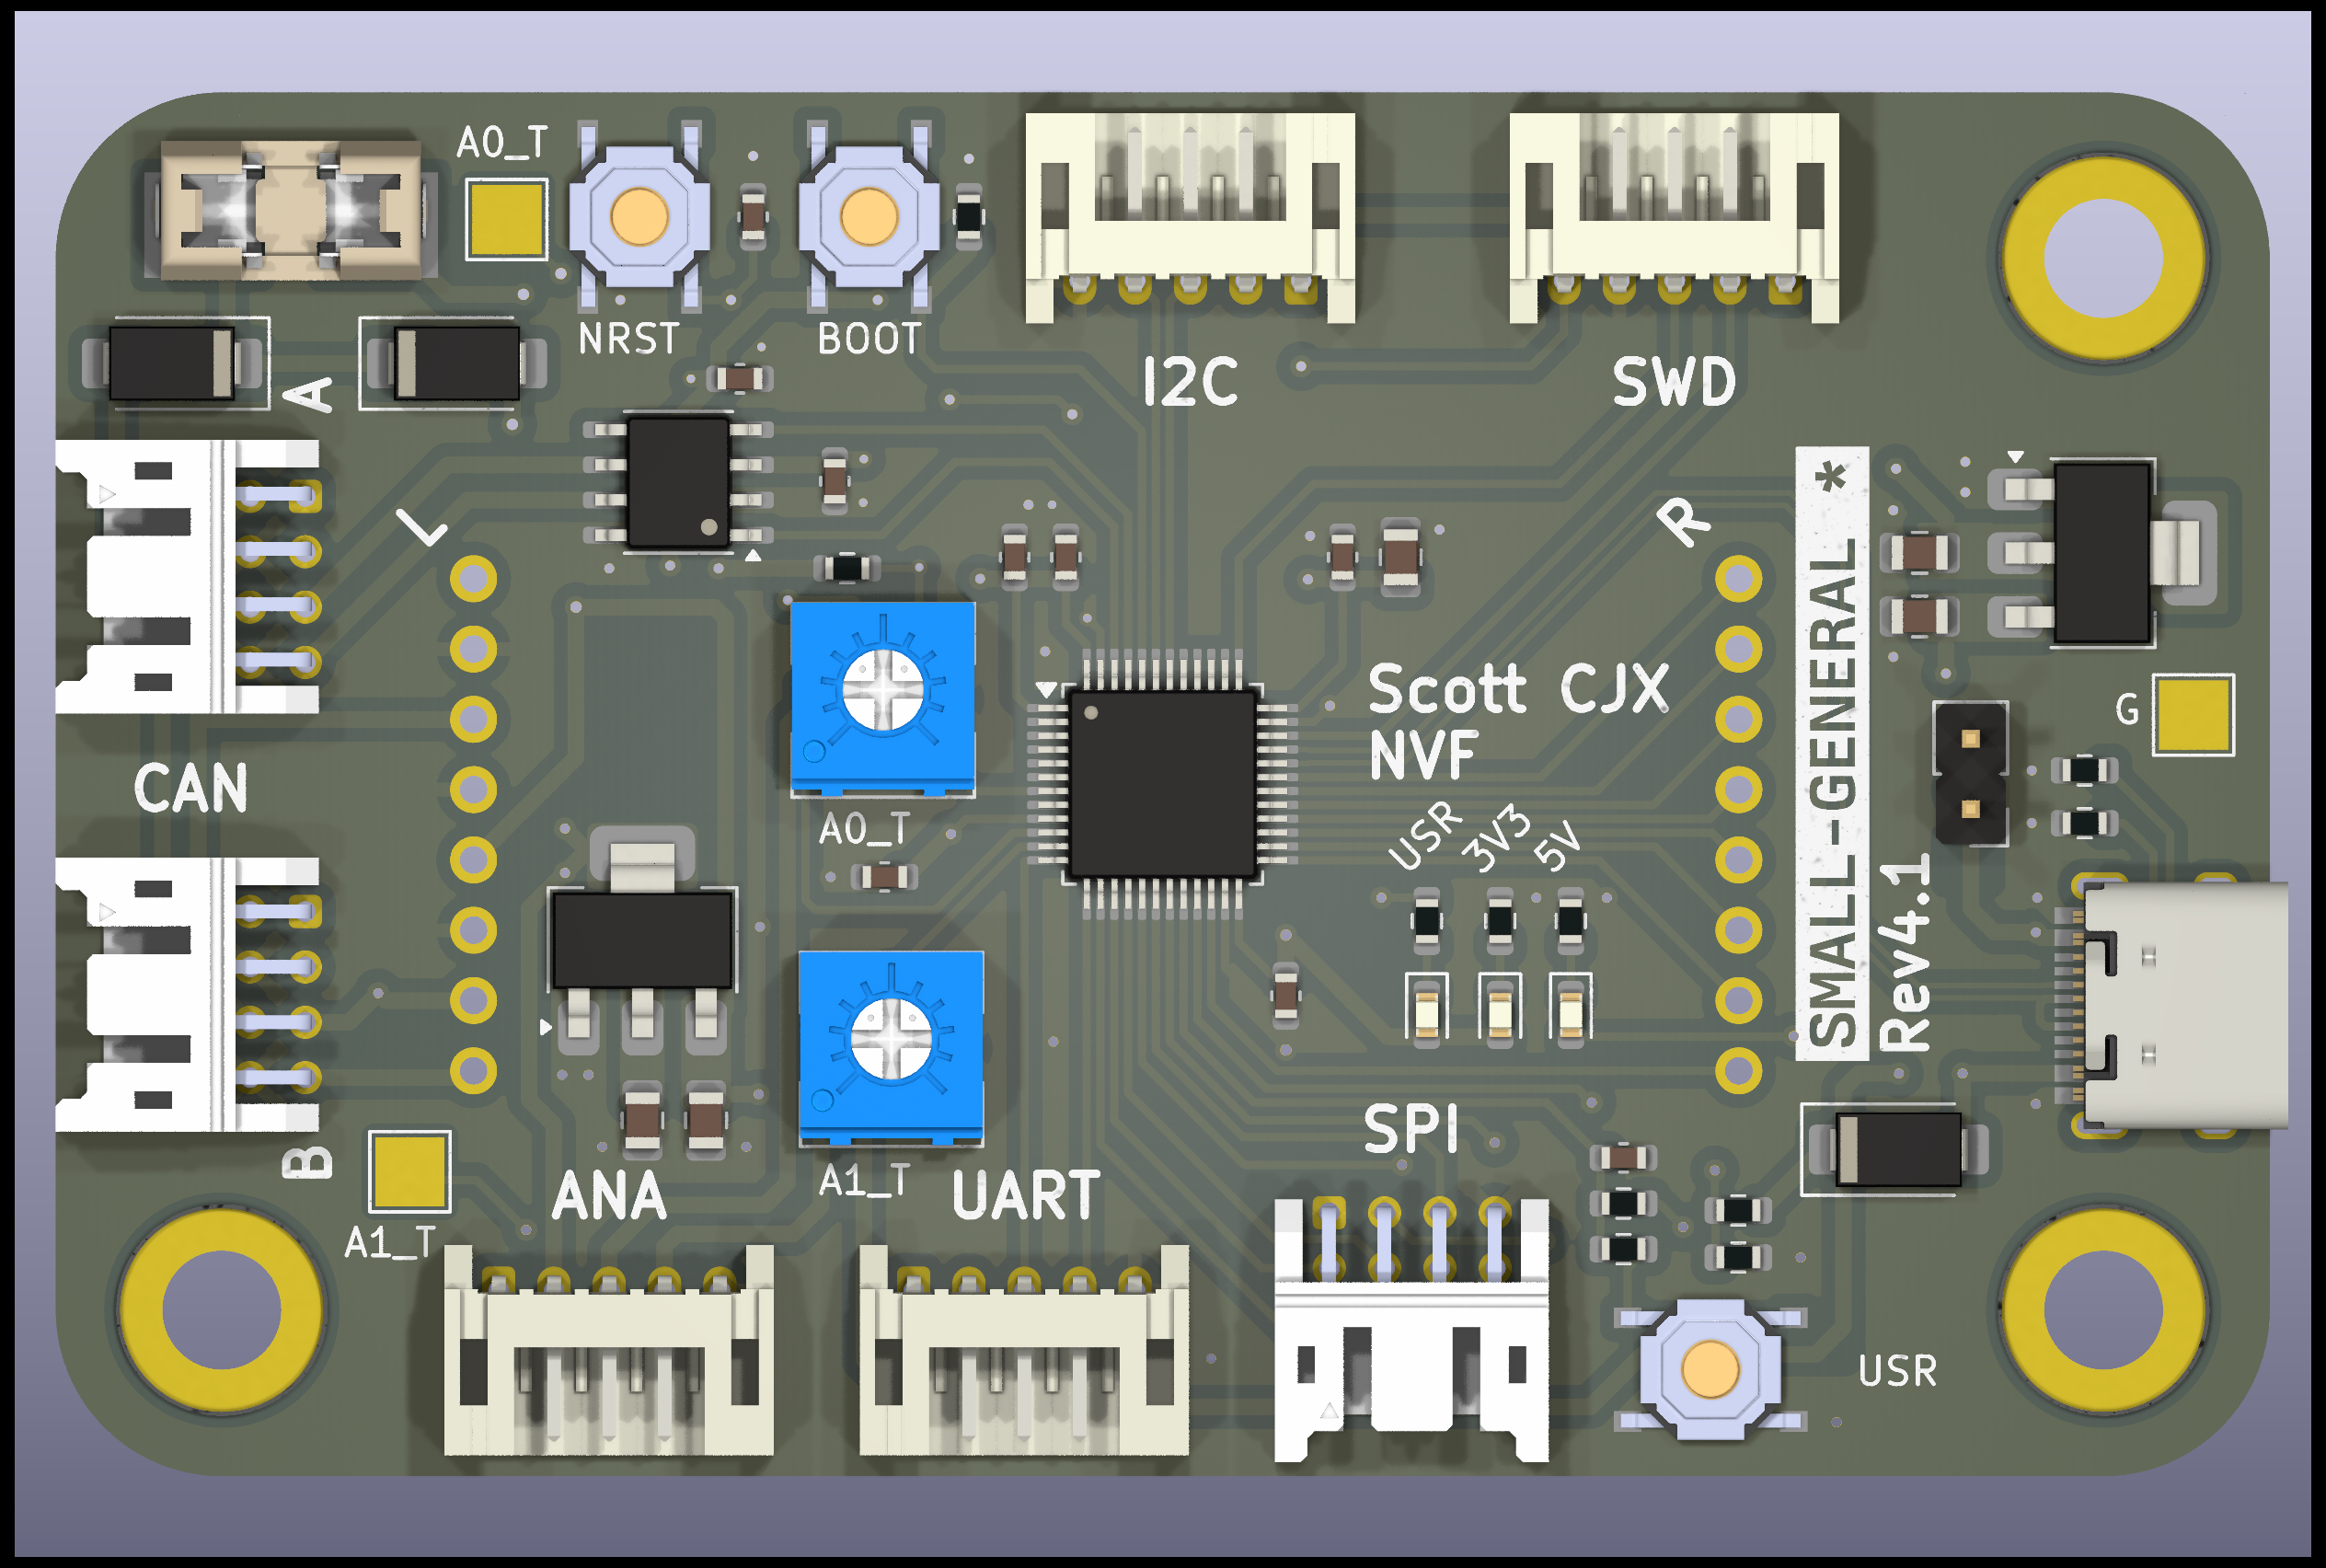 A0_T
NRST
BOOT
I2C
SWD
A
L
R
SMALL-GENERAL *
Rev4.1
Scott CJX
NVF
G
CAN
A0_T
USR
3V3
5V
B
A1_T
ANA
A1_T
UART
SPI
USR